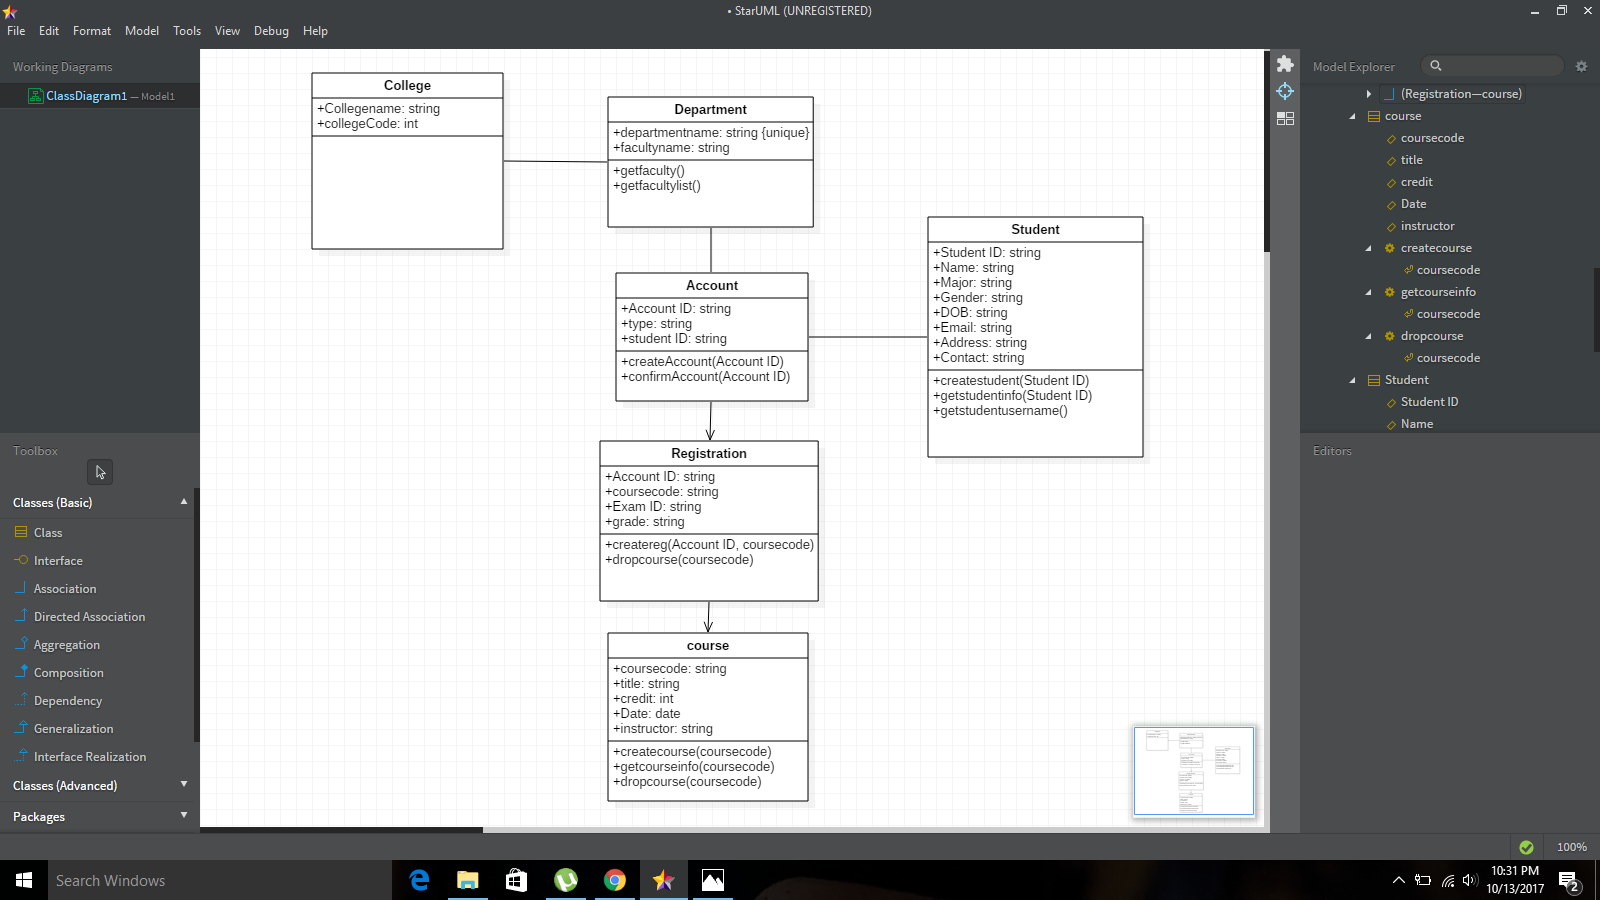 • StarUML (UNREGISTERED)
File Edit Format Model Tools View Debug Help
Working Diagrams
ClassDiagram1 — Model1
Toolbox
Classes (Basic)
Class
Interface
Association
Directed Association
Aggregation
Composition
Dependency
Generalization
Interface Realization
Classes (Advanced)
Packages
College
+Collegename: string
+collegeCode: int
Department
+departmentname: string {unique}
+facultyname: string
+getfaculty()
+getfacultylist()
Account
+Account ID: string
+type: string
+student ID: string
+createAccount(Account ID)
+confirmAccount(Account ID)
Student
+Student ID: string
+Name: string
+Major: string
+Gender: string
+DOB: string
+Email: string
+Address: string
+Contact: string
+createstudent(Student ID)
+getstudentinfo(Student ID)
+getstudentusername()
Registration
+Account ID: string
+coursecode: string
+Exam ID: string
+grade: string
+createreg(Account ID, coursecode)
+dropcourse(coursecode)
course
+coursecode: string
+title: string
+credit: int
+Date: date
+instructor: string
+createcourse(coursecode)
+getcourseinfo(coursecode)
+dropcourse(coursecode)
Model Explorer
(Registration—course)
course
coursecode
title
credit
Date
instructor
createcourse
coursecode
getcourseinfo
coursecode
dropcourse
coursecode
Student
Student ID
Name
Editors
100%
Search Windows
10:31 PM
10/13/2017
2